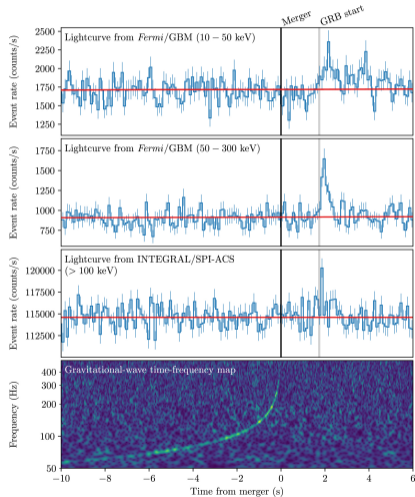 Merger GRB start
2500
2250
2000
1750
1500
1250
Event rate (counts/s)
Lightcurve from Fermi/GBM (10 − 50 keV)
1750
1500
1250
1000
750
Event rate (counts/s)
Lightcurve from Fermi/GBM (50 − 300 keV)
120000
117500
115000
112500
Event rate (counts/s)
Lightcurve from INTEGRAL/SPI-ACS
(> 100 keV)
400
300
200
100
50
Frequency (Hz)
Gravitational-wave time-frequency map
−10 −8 −6 −4 −2 0 2 4 6
Time from merger (s)